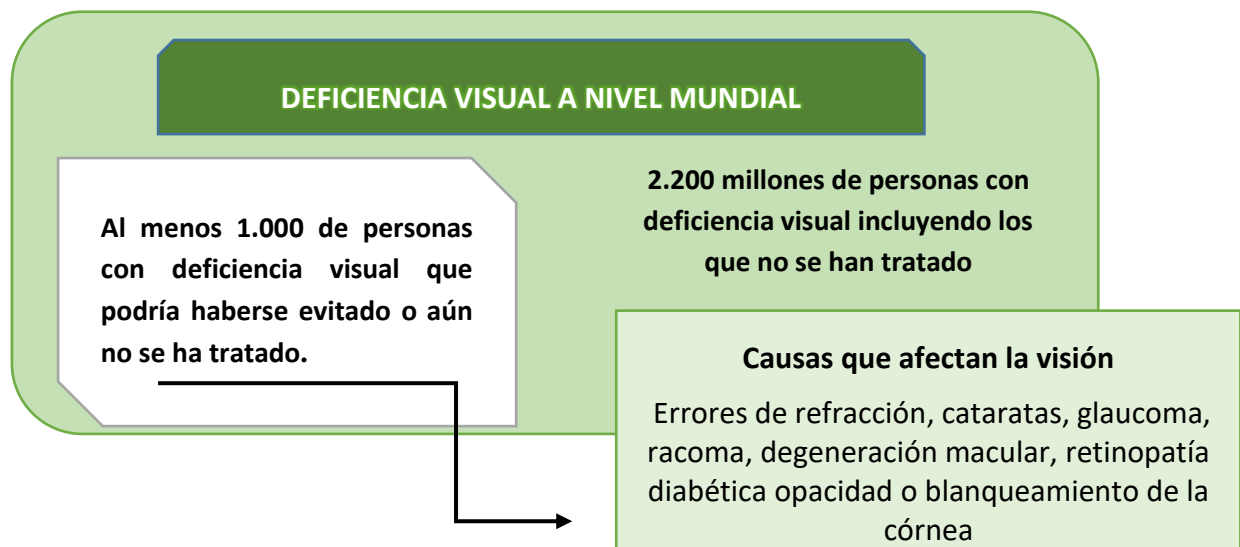 DEFICIENCIA VISUAL A NIVEL MUNDIAL
Al menos 1.000 de personas
con deficiencia visual que
podría haberse evitado o aún
no se ha tratado.
2.200 millones de personas con
deficiencia visual incluyendo los
que no se han tratado
Causas que afectan la visión
Errores de refracción, cataratas, glaucoma,
racoma, degeneración macular, retinopatía
diabética opacidad o blanqueamiento de la
córnea